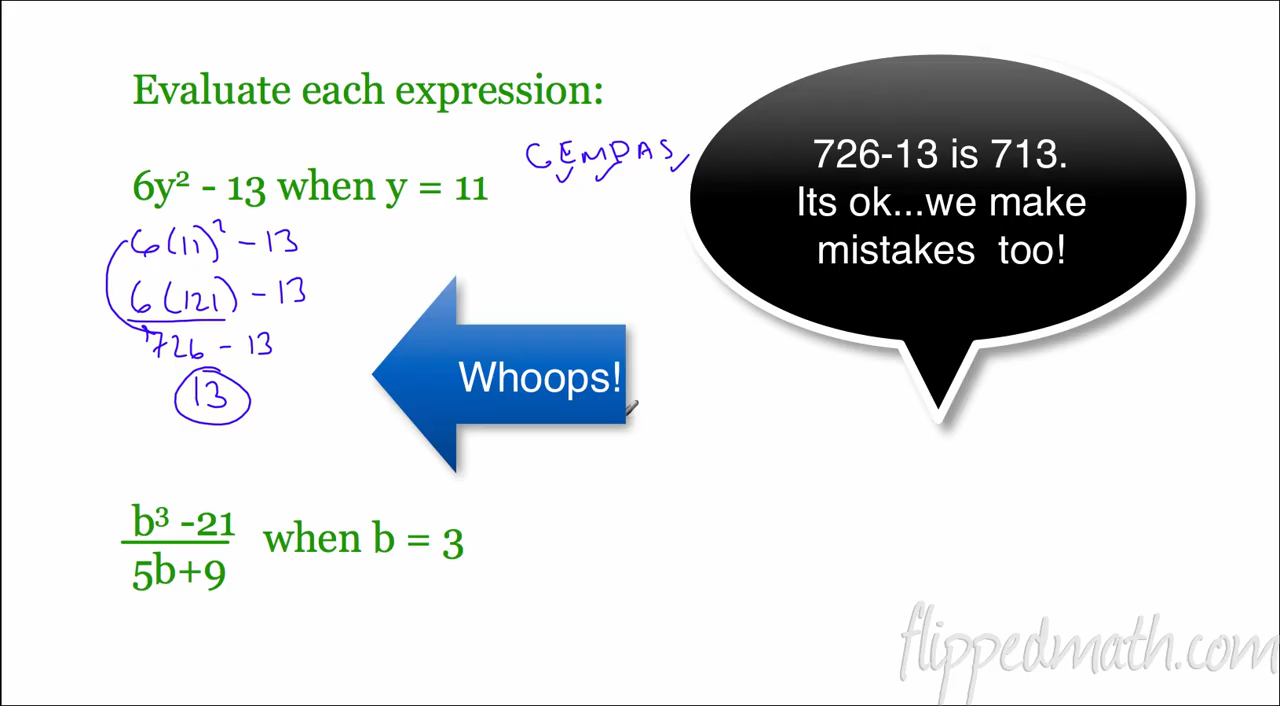 Evaluate each expression:
GEMDAS
6y² - 13 when y = 11
6(11)² - 13
6(121) - 13
726 - 13
13
726-13 is 713.
Its ok...we make
mistakes too!
Whoops!
b³ -21
5b+9
when b = 3
flippedmath.com